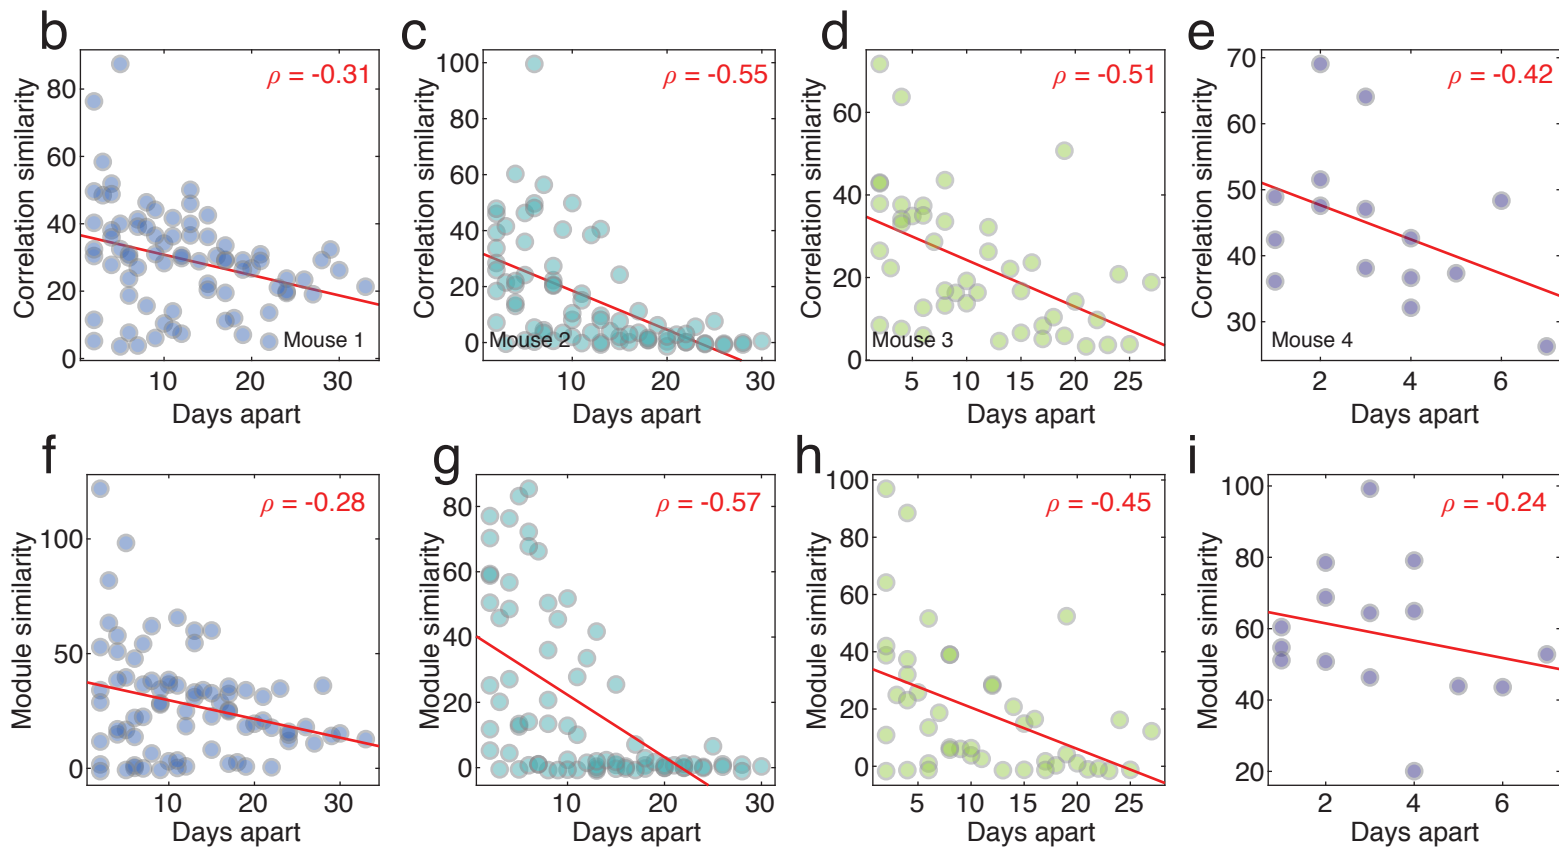 b
ρ = -0.31
Correlation similarity
80
60
40
20
0
Mouse 1
10
20
30
Days apart
c
ρ = -0.55
Correlation similarity
100
80
60
40
20
0
Mouse 2
10
20
30
Days apart
d
ρ = -0.51
Correlation similarity
60
40
20
0
Mouse 3
5
10
15
20
25
Days apart
e
ρ = -0.42
Correlation similarity
70
60
50
40
30
Mouse 4
2
4
6
Days apart
f
ρ = -0.28
Module similarity
100
50
0
10
20
30
Days apart
g
ρ = -0.57
Module similarity
80
60
40
20
0
10
20
30
Days apart
h
ρ = -0.45
Module similarity
100
80
60
40
20
0
5
10
15
20
25
Days apart
i
ρ = -0.24
Module similarity
100
80
60
40
20
2
4
6
Days apart